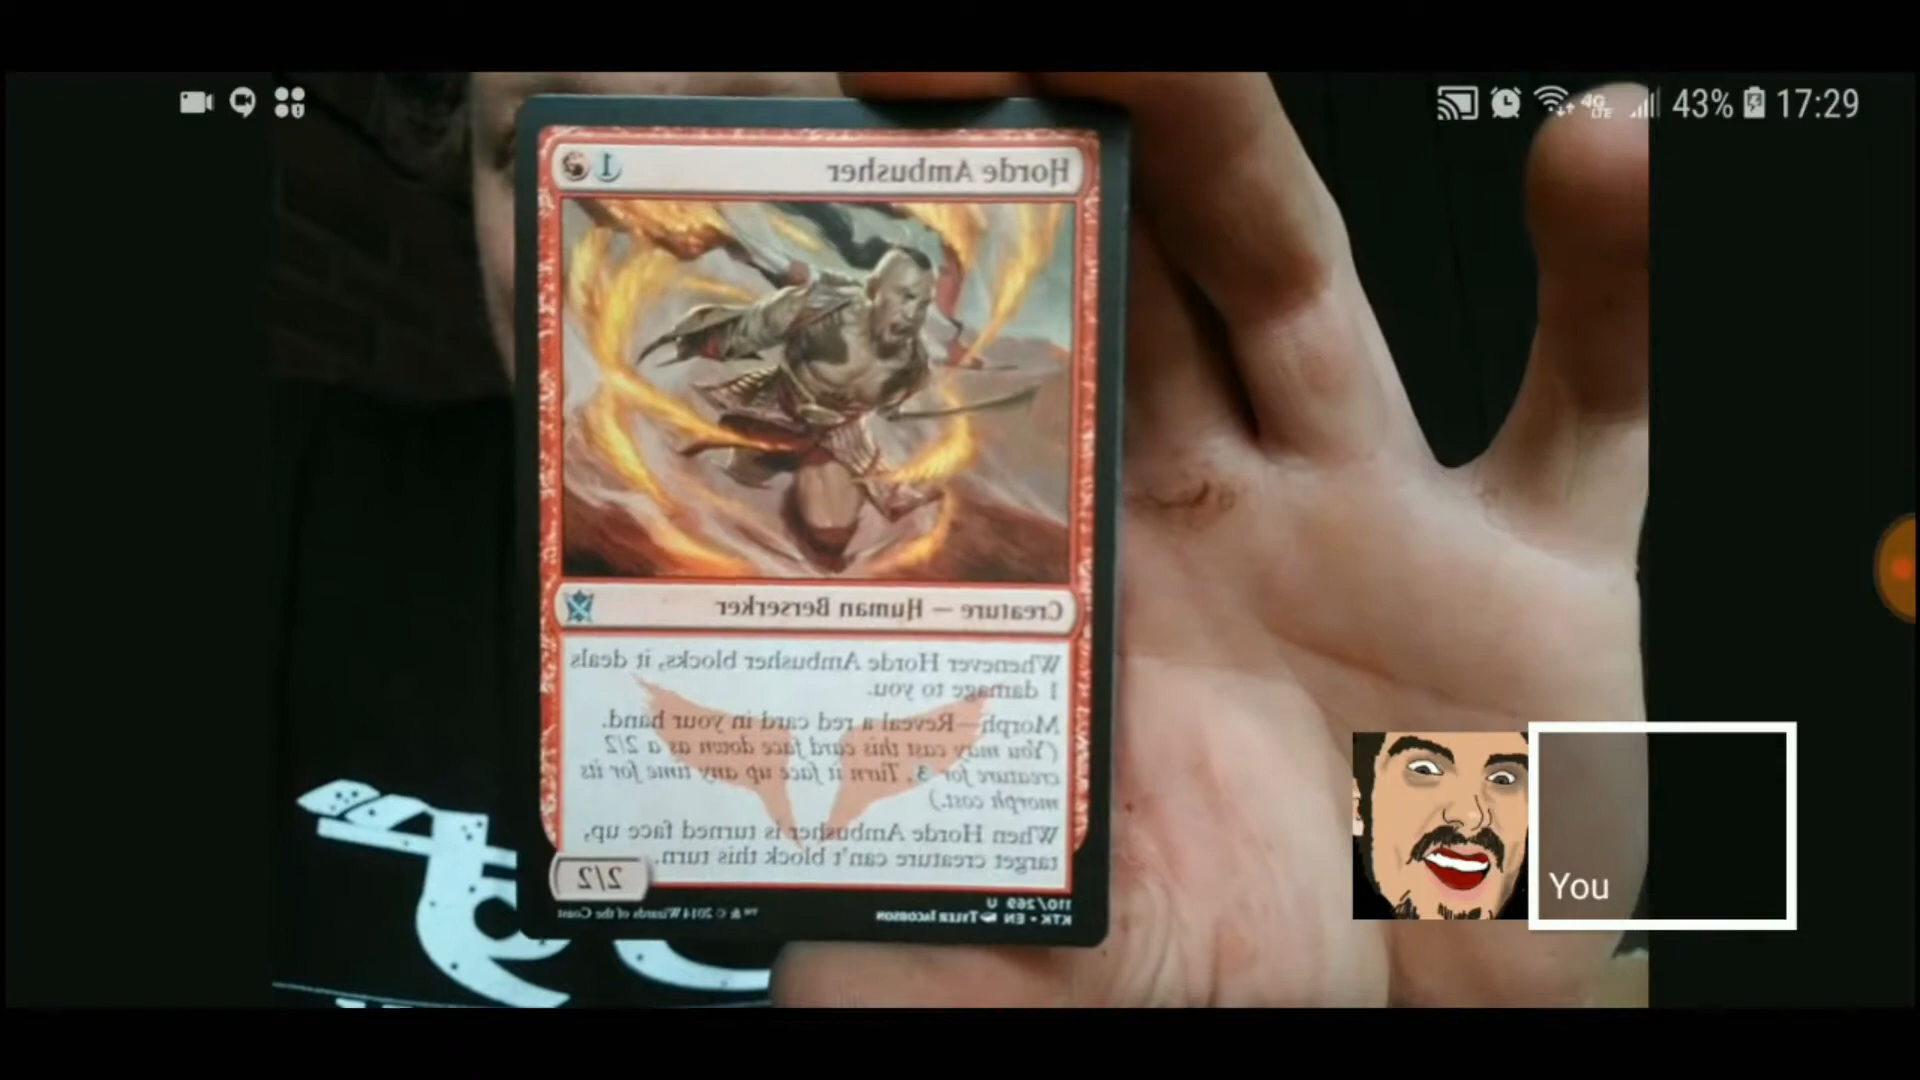 43% 17:29
Horde Ambusher 1
Creature — Human Berserker
Whenever Horde Ambusher blocks, it deals
1 damage to you.
Morph—Reveal a red card in your hand.
(You may cast this card face down as a 2/2
creature for 3. Turn it face up any time for its
morph cost.)
When Horde Ambusher is turned face up,
target creature can't block this turn.
2/2
110/269 U
KTK • EN Tyler Jacobson
™ & © 2014 Wizards of the Coast
4G LTE
You